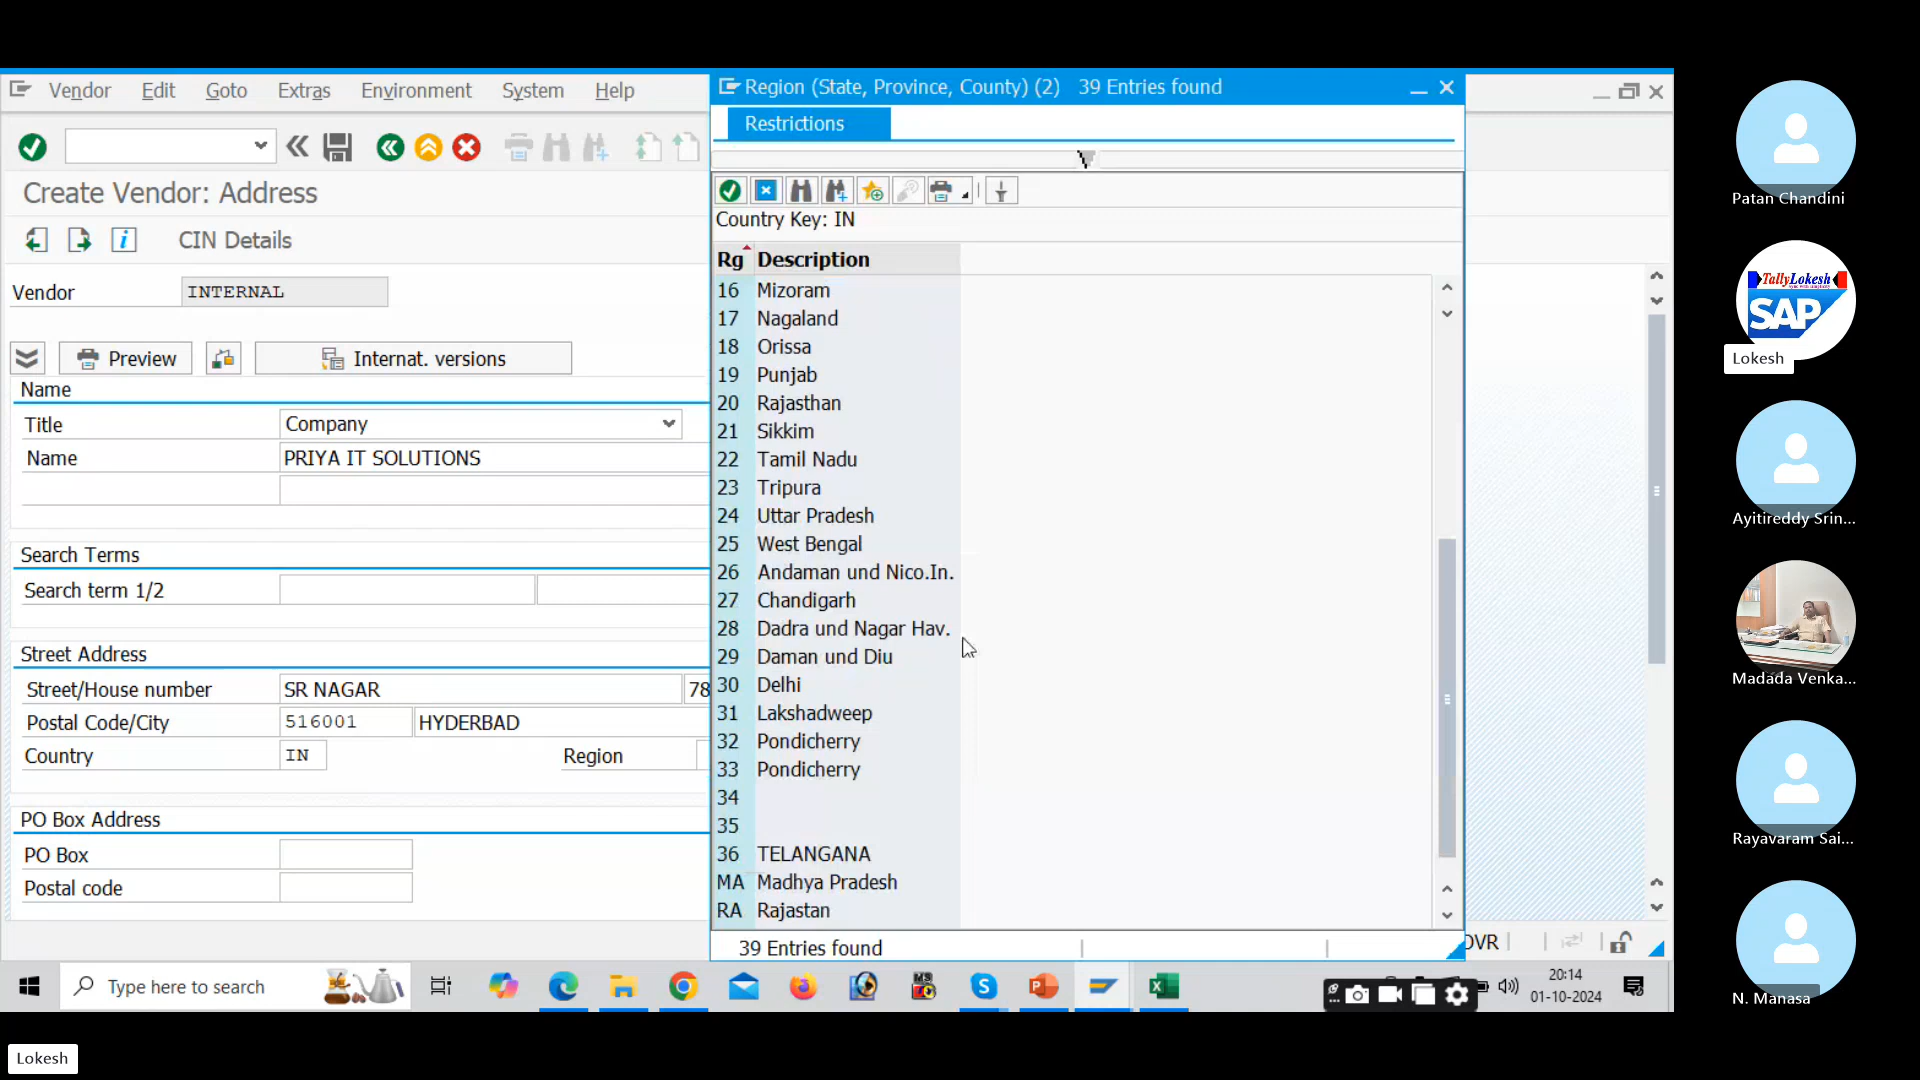 Vendor Edit Goto Extras Environment System Help
Create Vendor: Address
CIN Details
Vendor INTERNAL
Preview Internat. versions
Name
Title Company
Name PRIYA IT SOLUTIONS
Search Terms
Search term 1/2
Street Address
Street/House number SR NAGAR 78
Postal Code/City 516001 HYDERBAD
Country IN Region
PO Box Address
PO Box
Postal code
Region (State, Province, County) (2) 39 Entries found
Restrictions
Country Key: IN
Rg Description
16 Mizoram
17 Nagaland
18 Orissa
19 Punjab
20 Rajasthan
21 Sikkim
22 Tamil Nadu
23 Tripura
24 Uttar Pradesh
25 West Bengal
26 Andaman und Nico.In.
27 Chandigarh
28 Dadra und Nagar Hav.
29 Daman und Diu
30 Delhi
31 Lakshadweep
32 Pondicherry
33 Pondicherry
34
35
36 TELANGANA
MA Madhya Pradesh
RA Rajastan
39 Entries found
OVR
Type here to search
20:14
01-10-2024
Patan Chandini
TallyLokesh
SAP
Lokesh
Ayitireddy Srin...
Madada Venka...
Rayavaram Sai...
N. Manasa
Lokesh